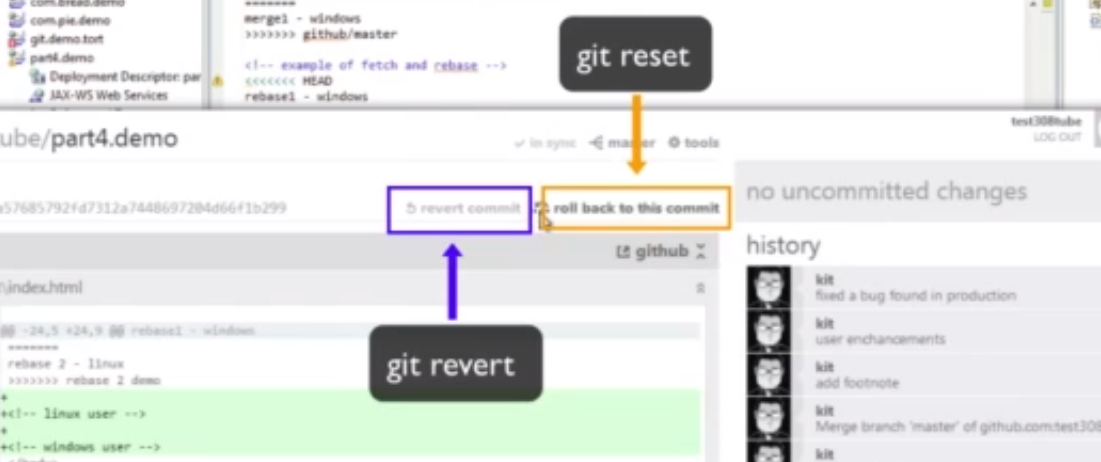 com.bread.demo
com.pie.demo
git.demo.tort
part4.demo
Deployment Descriptor: par
JAX-WS Web Services
=======
merge1 - windows
>>>>>>> github/master
<!-- example of fetch and rebase -->
<<<<<<< HEAD
rebase1 - windows
git reset
ube/part4.demo
in sync
master
tools
test308tube
LOG OUT
a57685792fd7312a7448697204d66f1b299
revert commit
roll back to this commit
no uncommitted changes
github
history
\index.html
@@ -24,5 +24,9 @@ rebase1 - windows
=======
rebase 2 - linux
>>>>>>> rebase 2 demo
+
+<!-- linux user -->
+
+<!-- windows user -->
git revert
kit
fixed a bug found in production
kit
user enchancements
kit
add footnote
kit
Merge branch 'master' of github.com:test308
kit